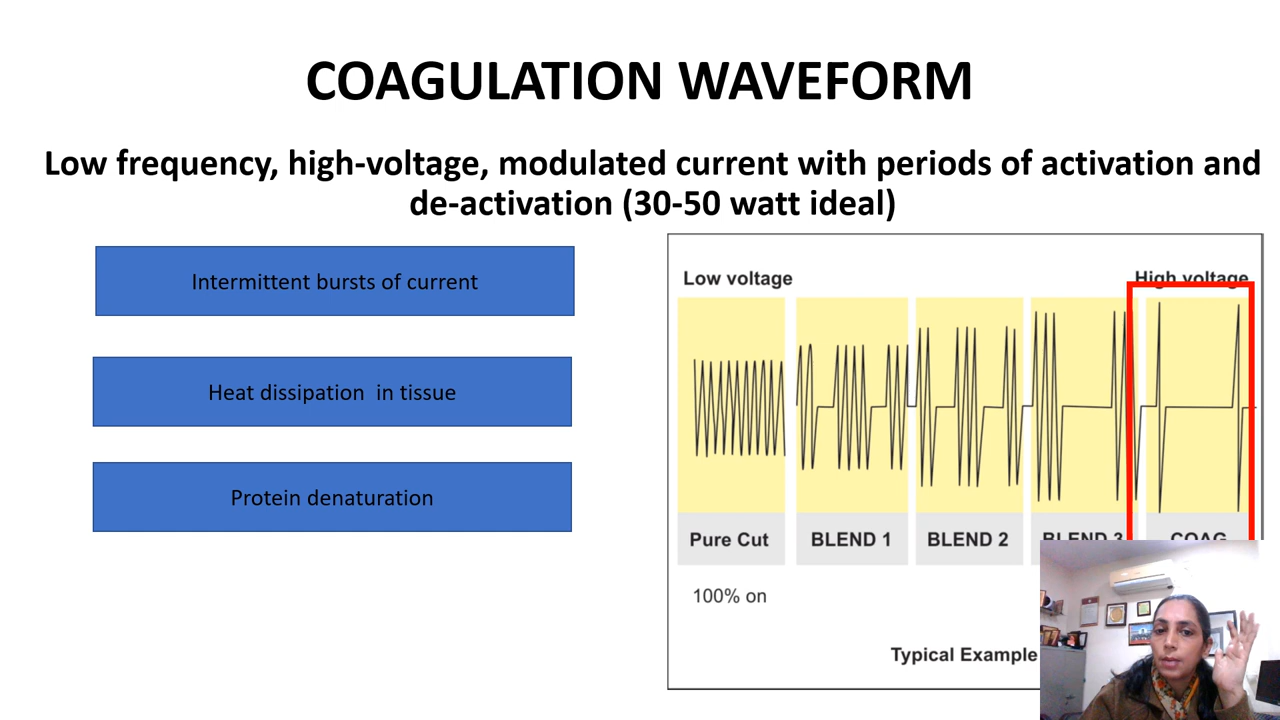 COAGULATION WAVEFORM
Low frequency, high-voltage, modulated current with periods of activation and
de-activation (30-50 watt ideal)
Intermittent bursts of current
Heat dissipation in tissue
Protein denaturation
Low voltage
High voltage
Pure Cut
BLEND 1
BLEND 2
BLEND 3
COAG
100% on
Typical Example